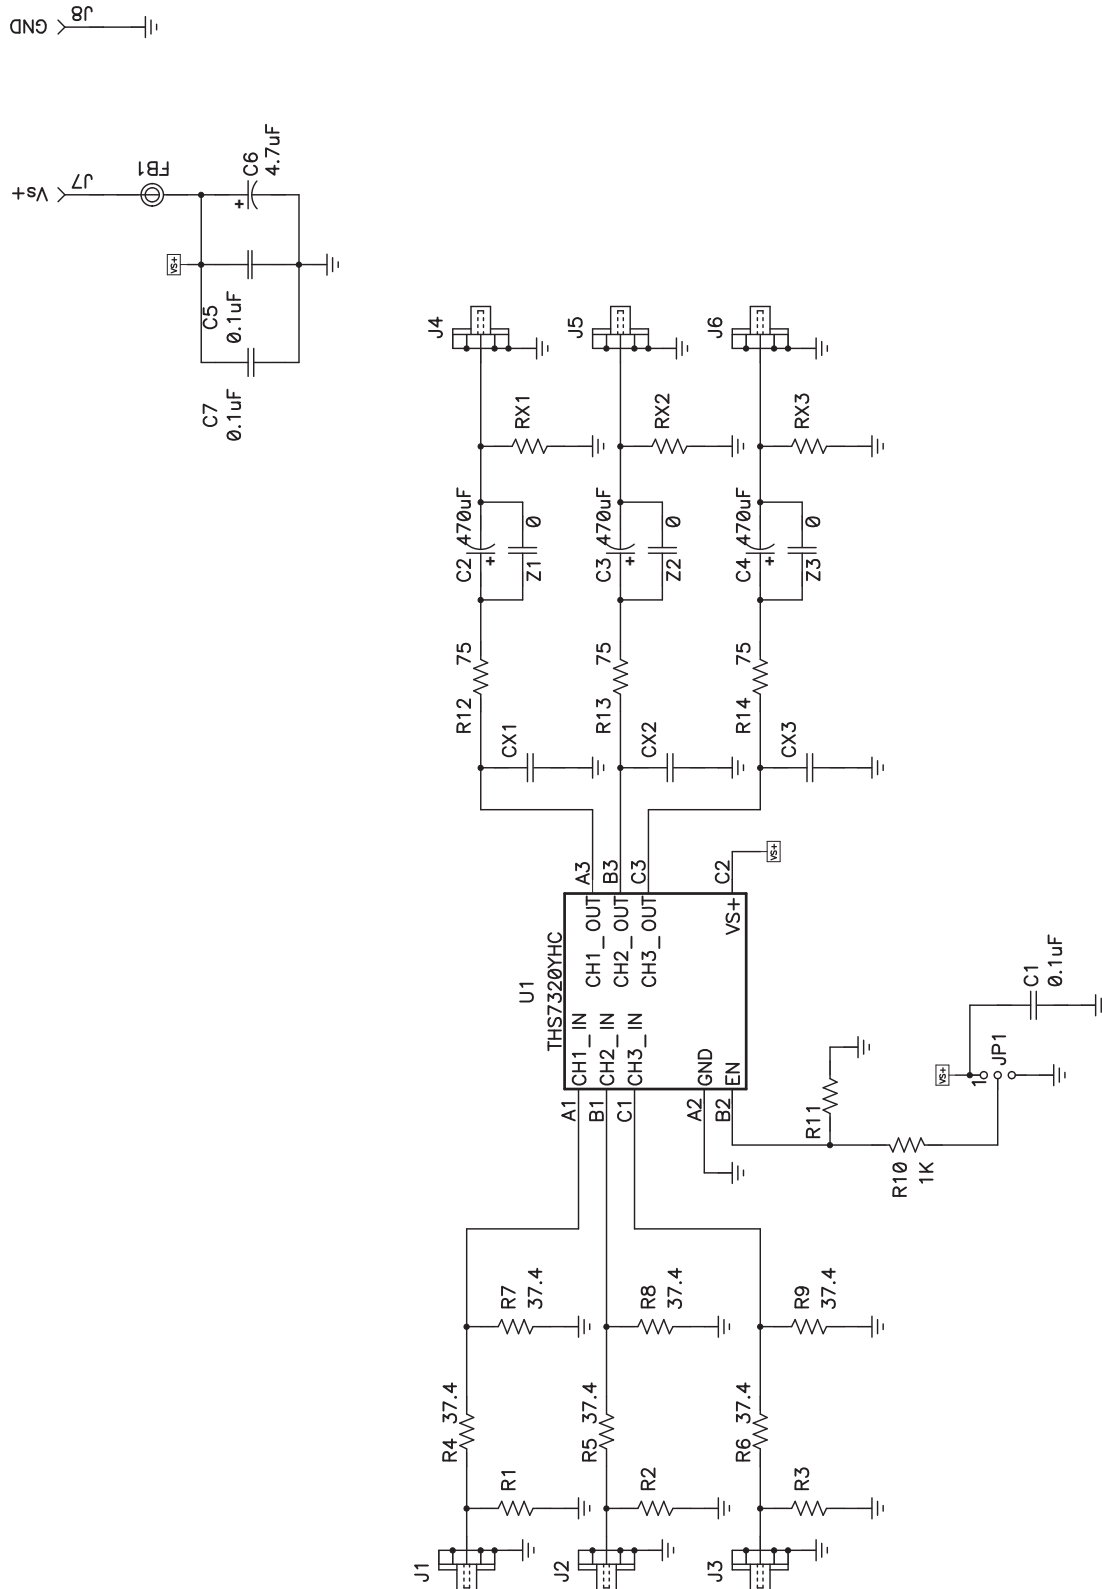 GND
J8
Vs+
J7
FB1
C6
4.7uF
VS+
C5
0.1uF
C7
0.1uF
J4
J5
J6
RX1
RX2
RX3
C2
470uF
Z1
0
C3
470uF
Z2
0
C4
470uF
Z3
0
R12
75
R13
75
R14
75
CX1
CX2
CX3
A3
B3
C3
C2
VS+
U1
THS7320YHC
CH1_OUT
CH2_OUT
CH3_OUT
VS+
CH1_IN
CH2_IN
CH3_IN
GND
EN
A1
B1
C1
A2
B2
R11
R10
1K
VS+
1
JP1
C1
0.1uF
R7
37.4
R8
37.4
R9
37.4
R4
37.4
R5
37.4
R6
37.4
R1
R2
R3
J1
J2
J3